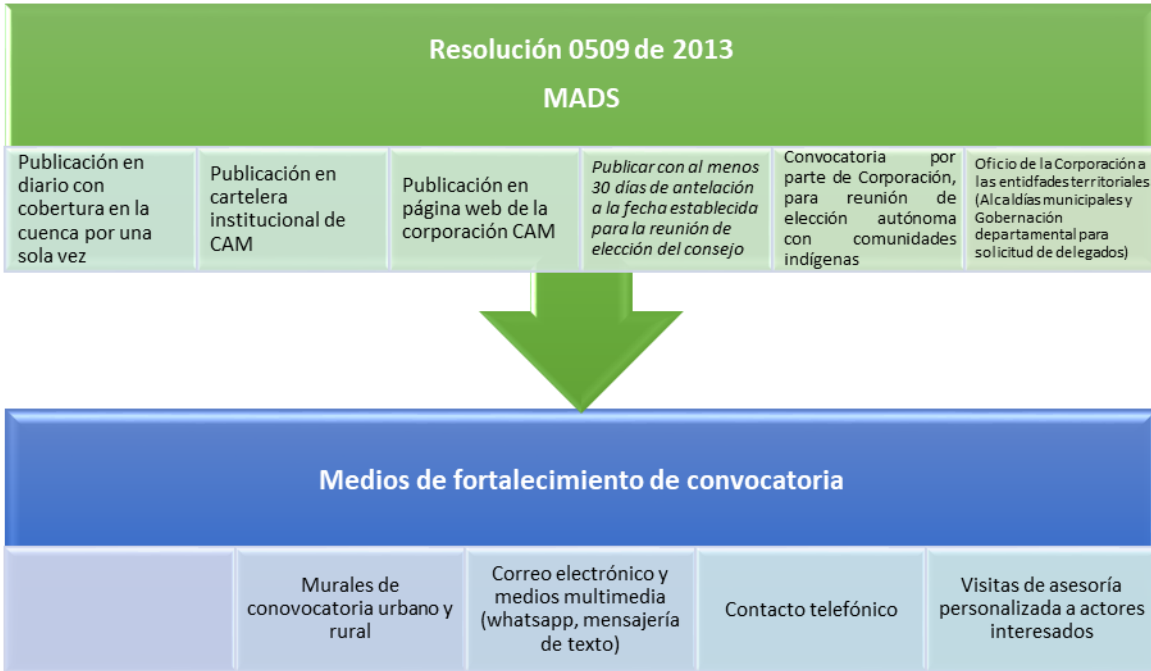 Resolución 0509 de 2013
MADS
Publicación en
diario con
cobertura en la
cuenca por una
sola vez
Publicación en
cartelera
institucional de
CAM
Publicación en
página web de la
corporación CAM
Publicar con al menos
30 días de antelación
a la fecha establecida
para la reunión de
elección del consejo
Convocatoria por
parte de Corporación,
para reunión de
elección autónoma
con comunidades
indígenas
Oficio de la Corporación a
las entidfades territoriales
(Alcaldías municipales y
Gobernación
departamental para
solicitud de delegados)
Medios de fortalecimiento de convocatoria
Murales de
conovocatoria urbano y
rural
Correo electrónico y
medios multimedia
(whatsapp, mensajería
de texto)
Contacto telefónico
Visitas de asesoría
personalizada a actores
interesados